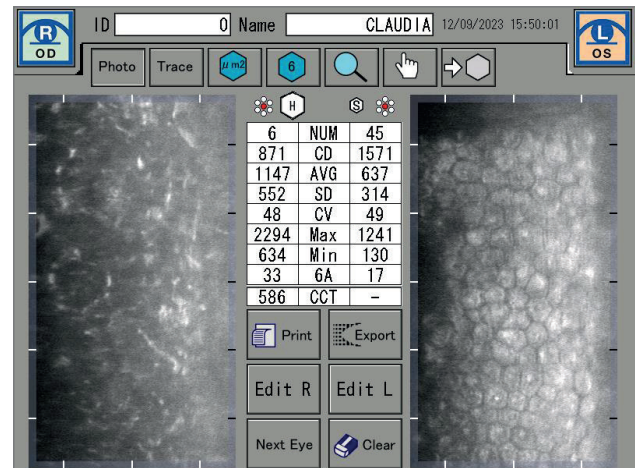 R OD ID 0 Name CLAUDIA 12/09/2023 15:50:01 L OS
Photo Trace μm2 6
H S
6 NUM 45
871 CD 1571
1147 AVG 637
552 SD 314
48 CV 49
2294 Max 1241
634 Min 130
33 6A 17
586 CCT –
Print Export
Edit R Edit L
Next Eye Clear